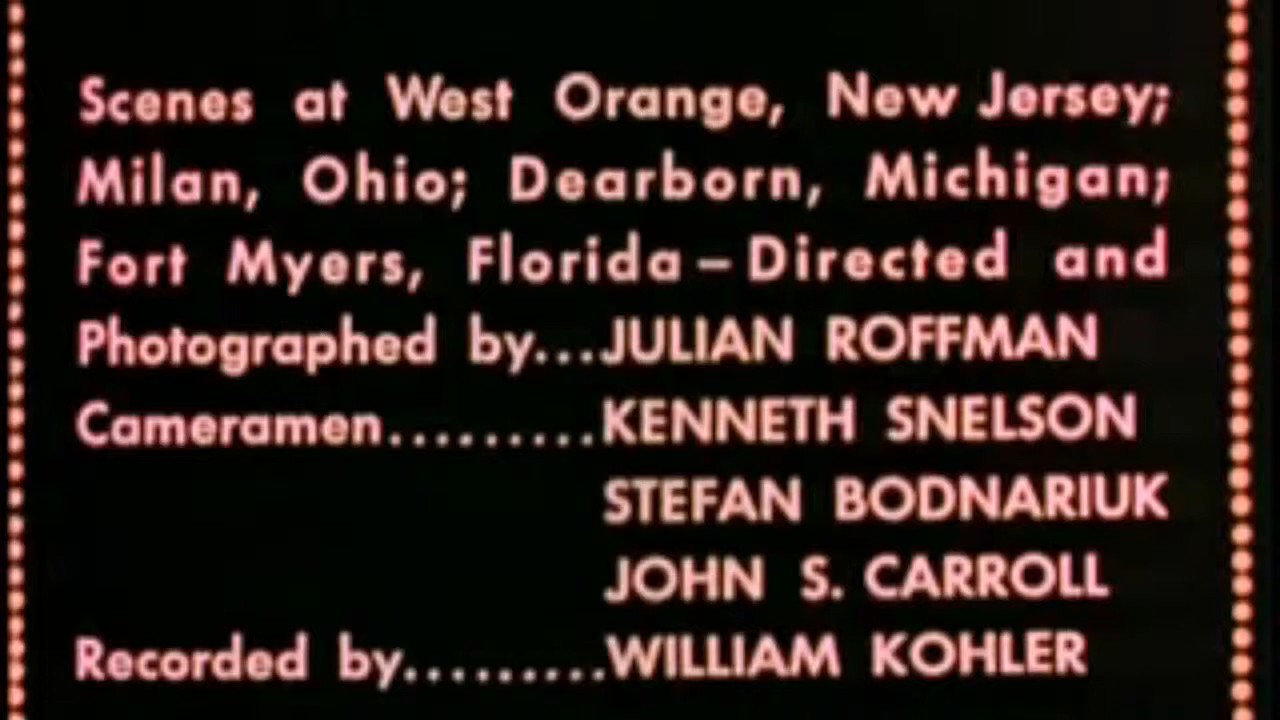 Scenes at West Orange, New Jersey;
Milan, Ohio; Dearborn, Michigan;
Fort Myers, Florida – Directed and
Photographed by...JULIAN ROFFMAN
Cameramen.........KENNETH SNELSON
STEFAN BODNARIUK
JOHN S. CARROLL
Recorded by.........WILLIAM KOHLER